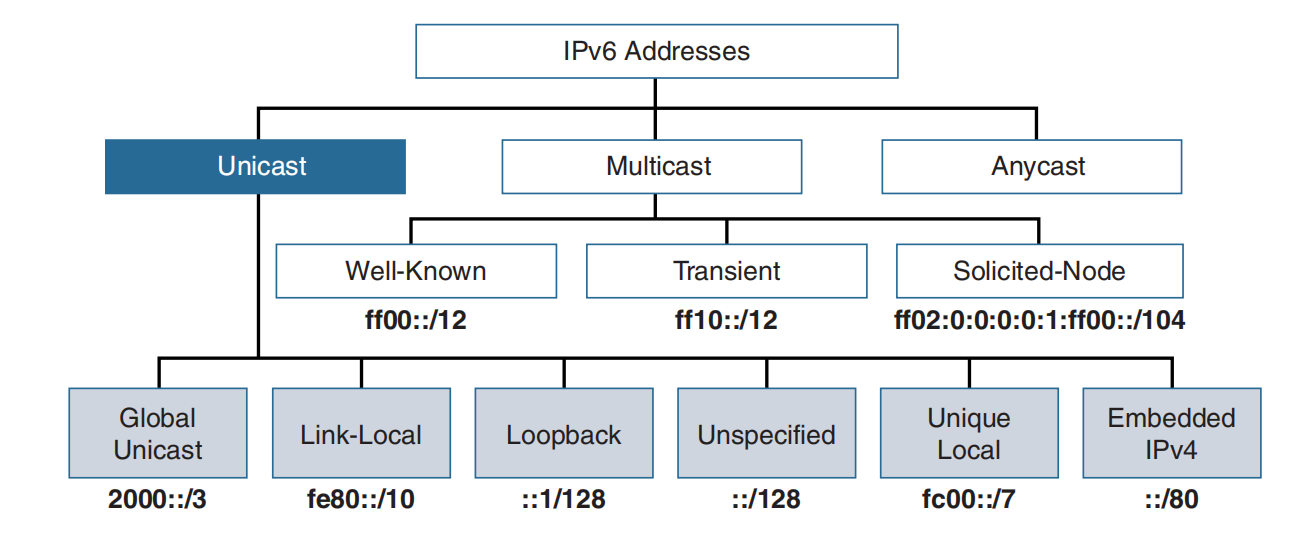 IPv6 Addresses
Unicast
Multicast
Anycast
Well-Known
Transient
Solicited-Node
ff00::/12
ff10::/12
ff02:0:0:0:0:1:ff00::/104
Global
Unicast
Link-Local
Loopback
Unspecified
Unique
Local
Embedded
IPv4
2000::/3
fe80::/10
::1/128
::/128
fc00::/7
::/80